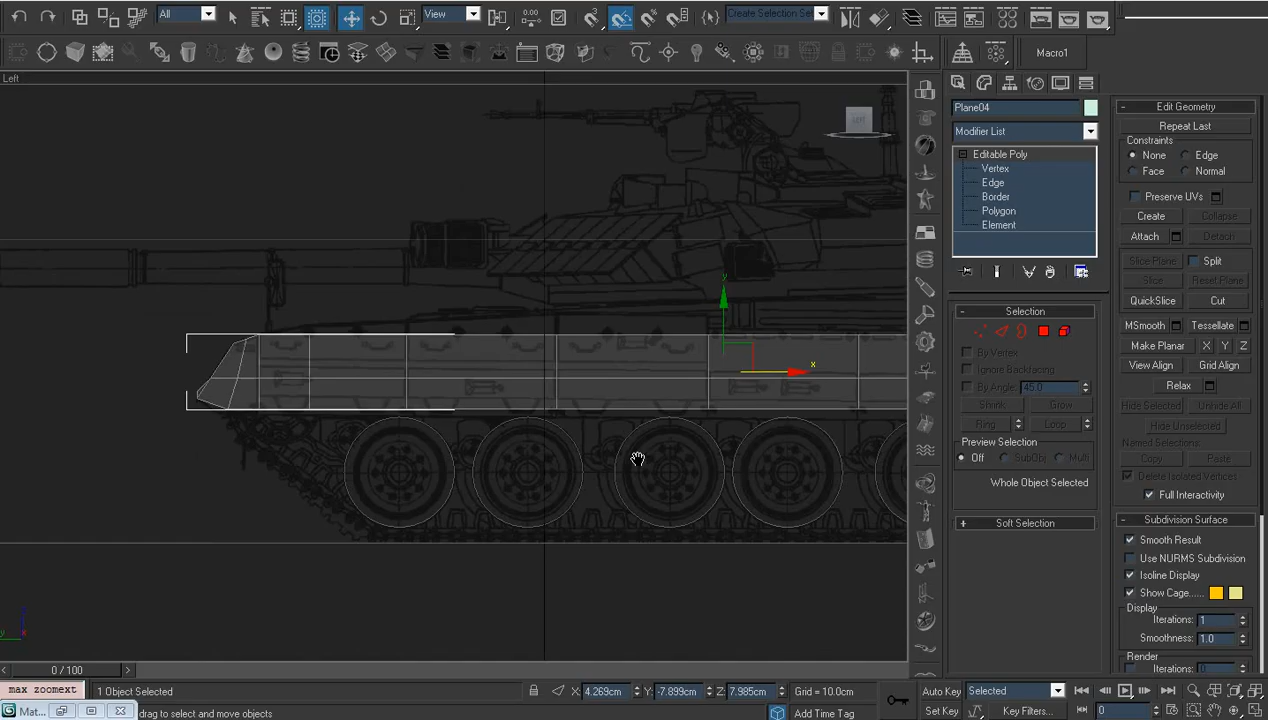 All
View
Create Selection Set
Macro1
Left
Plane04
Modifier List
Editable Poly
Vertex
Edge
Border
Polygon
Element
Selection
By Vertex
Ignore Backfacing
By Angle: 45.0
Shrink Grow
Ring Loop
Preview Selection
Off SubObj Multi
Whole Object Selected
Soft Selection
Edit Geometry
Repeat Last
Constraints
None Edge
Face Normal
Preserve UVs
Create Collapse
Attach Detach
Slice Plane Split
Slice Reset Plane
QuickSlice Cut
MSmooth Tessellate
Make Planar X Y Z
View Align Grid Align
Relax
Hide Selected Unhide All
Hide Unselected
Named Selections:
Copy Paste
Delete Isolated Vertices
Full Interactivity
Subdivision Surface
Smooth Result
Use NURMS Subdivision
Isoline Display
Show Cage......
Display
Iterations: 1
Smoothness: 1.0
Render
Iterations: 0
y
x
0 / 100
max zoomext
1 Object Selected
X: 4.269cm Y: -7.899cm Z: 7.985cm
Grid = 10.0cm
Auto Key Selected
Mat...
drag to select and move objects
Add Time Tag
Set Key Key Filters...
0